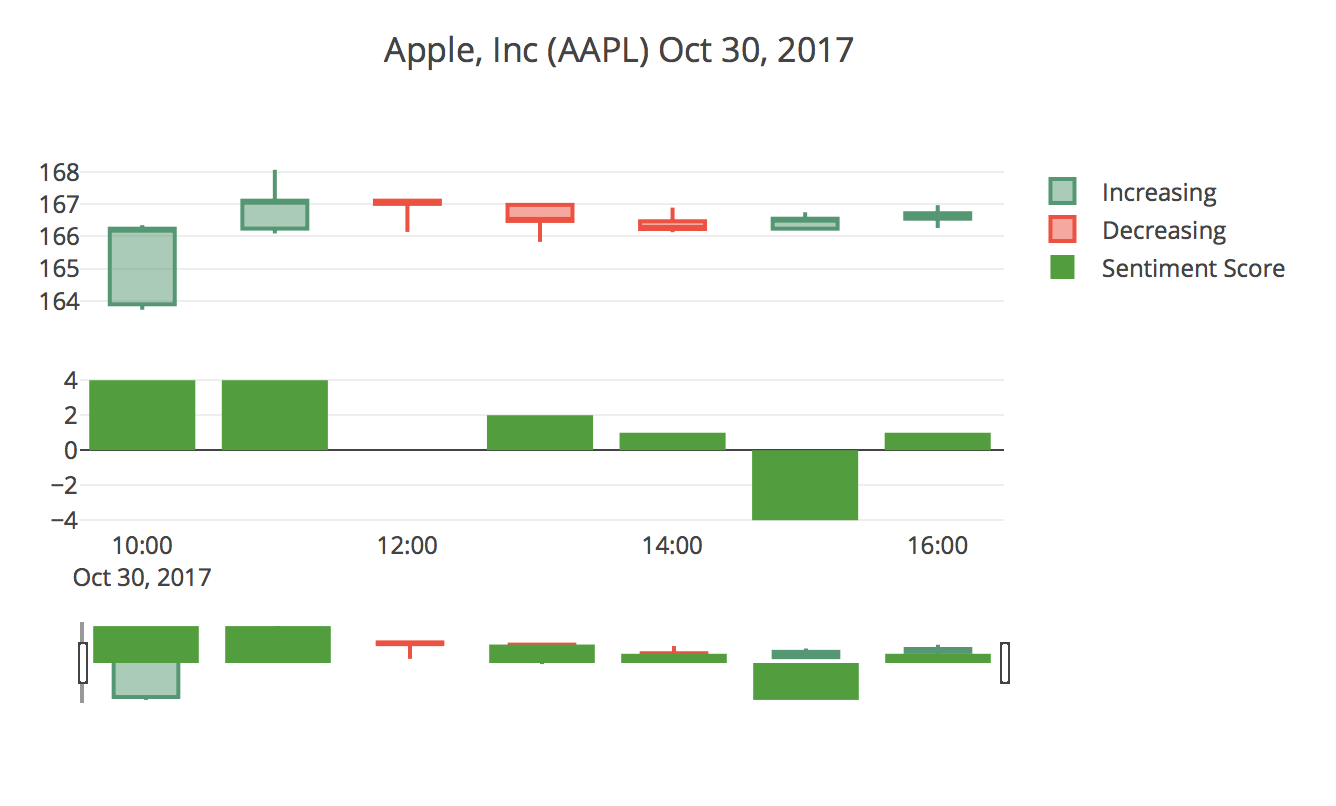 Apple, Inc (AAPL) Oct 30, 2017
168
167
166
165
164
Increasing
Decreasing
Sentiment Score
4
2
0
−2
−4
10:00 12:00 14:00 16:00
Oct 30, 2017